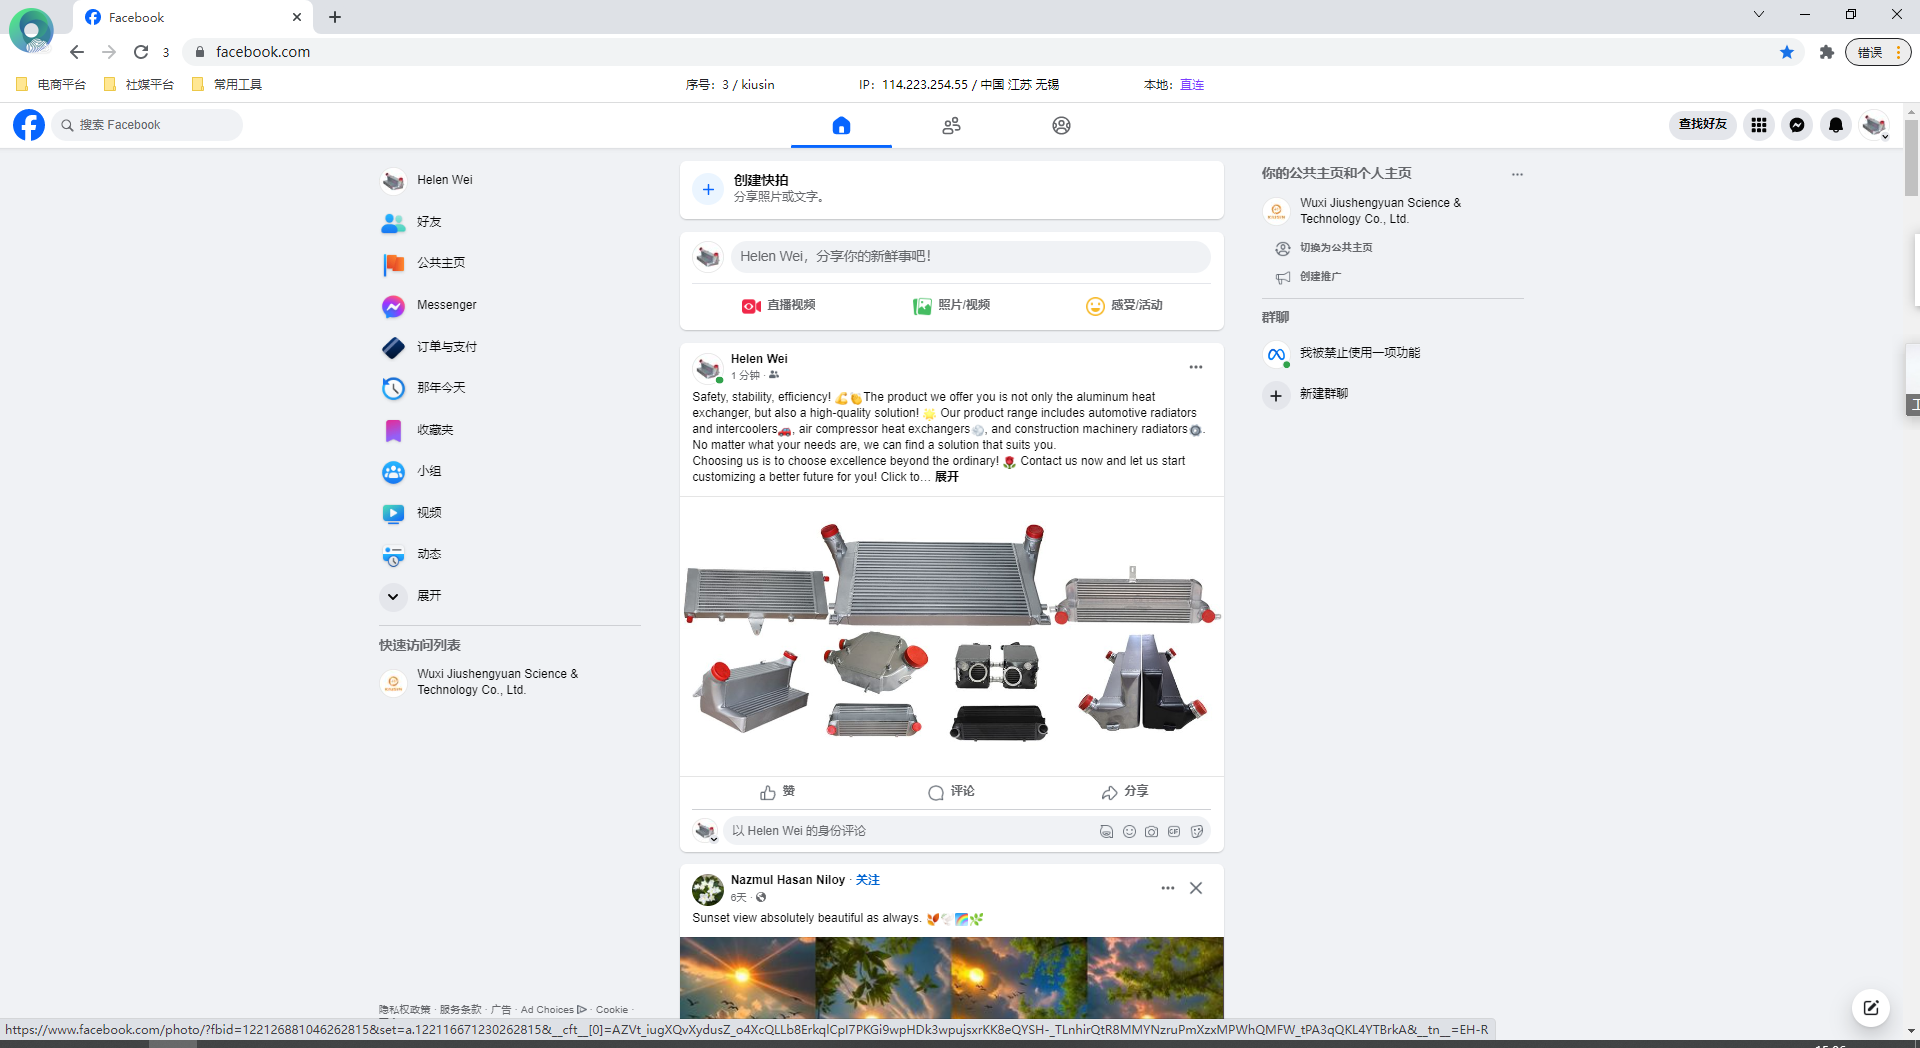 Facebook
3
facebook.com
错误
电商平台
社媒平台
常用工具
序号：3 / kiusin
IP：114.223.254.55 / 中国 江苏 无锡
本地：直连
搜索 Facebook
查找好友
Helen Wei
好友
公共主页
Messenger
订单与支付
那年今天
收藏夹
小组
视频
动态
展开
快速访问列表
Wuxi Jiushengyuan Science &
Technology Co., Ltd.
隐私权政策 · 服务条款 · 广告 · Ad Choices · Cookie ·
创建快拍
分享照片或文字。
Helen Wei，分享你的新鲜事吧！
直播视频
照片/视频
感受/活动
Helen Wei
1 分钟 ·
Safety, stability, efficiency! 💪👏The product we offer you is not only the aluminum heat
exchanger, but also a high-quality solution! 🌟 Our product range includes automotive radiators
and intercoolers🚗, air compressor heat exchangers💨, and construction machinery radiators⚙.
No matter what your needs are, we can find a solution that suits you.
Choosing us is to choose excellence beyond the ordinary! 🌹 Contact us now and let us start
customizing a better future for you! Click to… 展开
赞
评论
分享
以 Helen Wei 的身份评论
GIF
Nazmul Hasan Niloy · 关注
6天 ·
Sunset view absolutely beautiful as always.
你的公共主页和个人主页
Wuxi Jiushengyuan Science &
Technology Co., Ltd.
切换为公共主页
创建推广
群聊
我被禁止使用一项功能
新建群聊
https://www.facebook.com/photo/?fbid=122126881046262815&set=a.122116671230262815&__cft__[0]=AZVt_iugXQvXydusZ_o4XcQLLb8ErkqlCpI7PKGi9wpHDk3wpujsxrKK8eQYSH-_TLnhirQtR8MMYNzruPmXzxMPWhQMFW_tPA3qQKL4YTBrkA&__tn__=EH-R